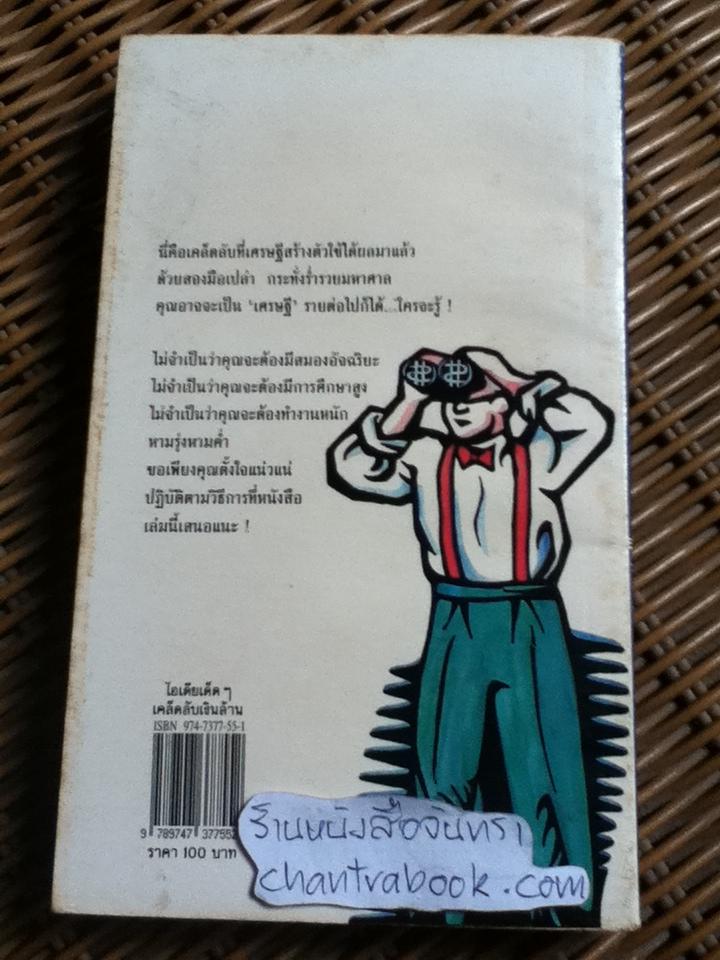 นี่คือเคล็ดลับที่เศรษฐีสร้างตัวใช้ได้ผลมาแล้ว
ด้วยสองมือเปล่า กระทั่งร่ำรวยมหาศาล
คุณอาจจะเป็น 'เศรษฐี' รายต่อไปก็ได้...ใครจะรู้ !
ไม่จำเป็นว่าคุณจะต้องมีสมองอัจฉริยะ
ไม่จำเป็นว่าคุณจะต้องมีการศึกษาสูง
ไม่จำเป็นว่าคุณจะต้องทำงานหนัก
หามรุ่งหามค่ำ
ขอเพียงคุณตั้งใจแน่วแน่
ปฏิบัติตามวิธีการที่หนังสือ
เล่มนี้เสนอแนะ !
ไอเดียเด็ด ๆ
เคล็ดลับเงินล้าน
ISBN 974-7377-55-1
9 789747 37755
ราคา 100 บาท
ร้านหนังสือจันทรา
chantrabook.com